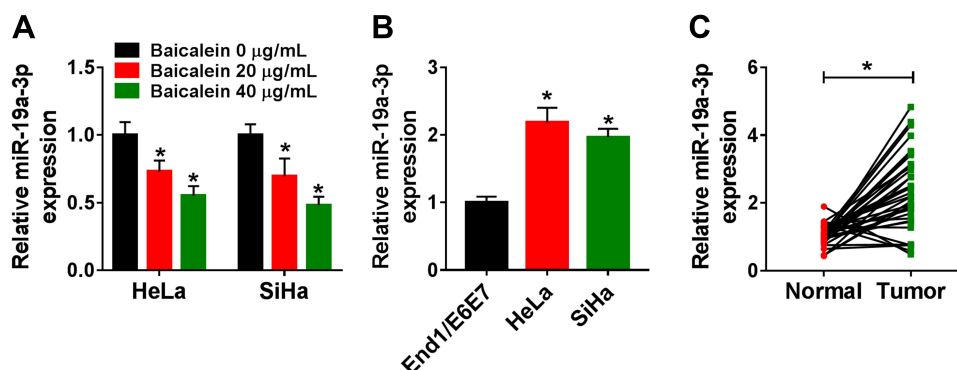 A
Baicalein 0 μg/mL
Baicalein 20 μg/mL
Baicalein 40 μg/mL
Relative miR-19a-3p
expression
1.5
1.0
0.5
0.0
*
*
*
*
HeLa
SiHa
B
Relative miR-19a-3p
expression
3
2
1
0
*
*
End1/E6E7
HeLa
SiHa
C
Relative miR-19a-3p
expression
6
4
2
0
*
Normal
Tumor